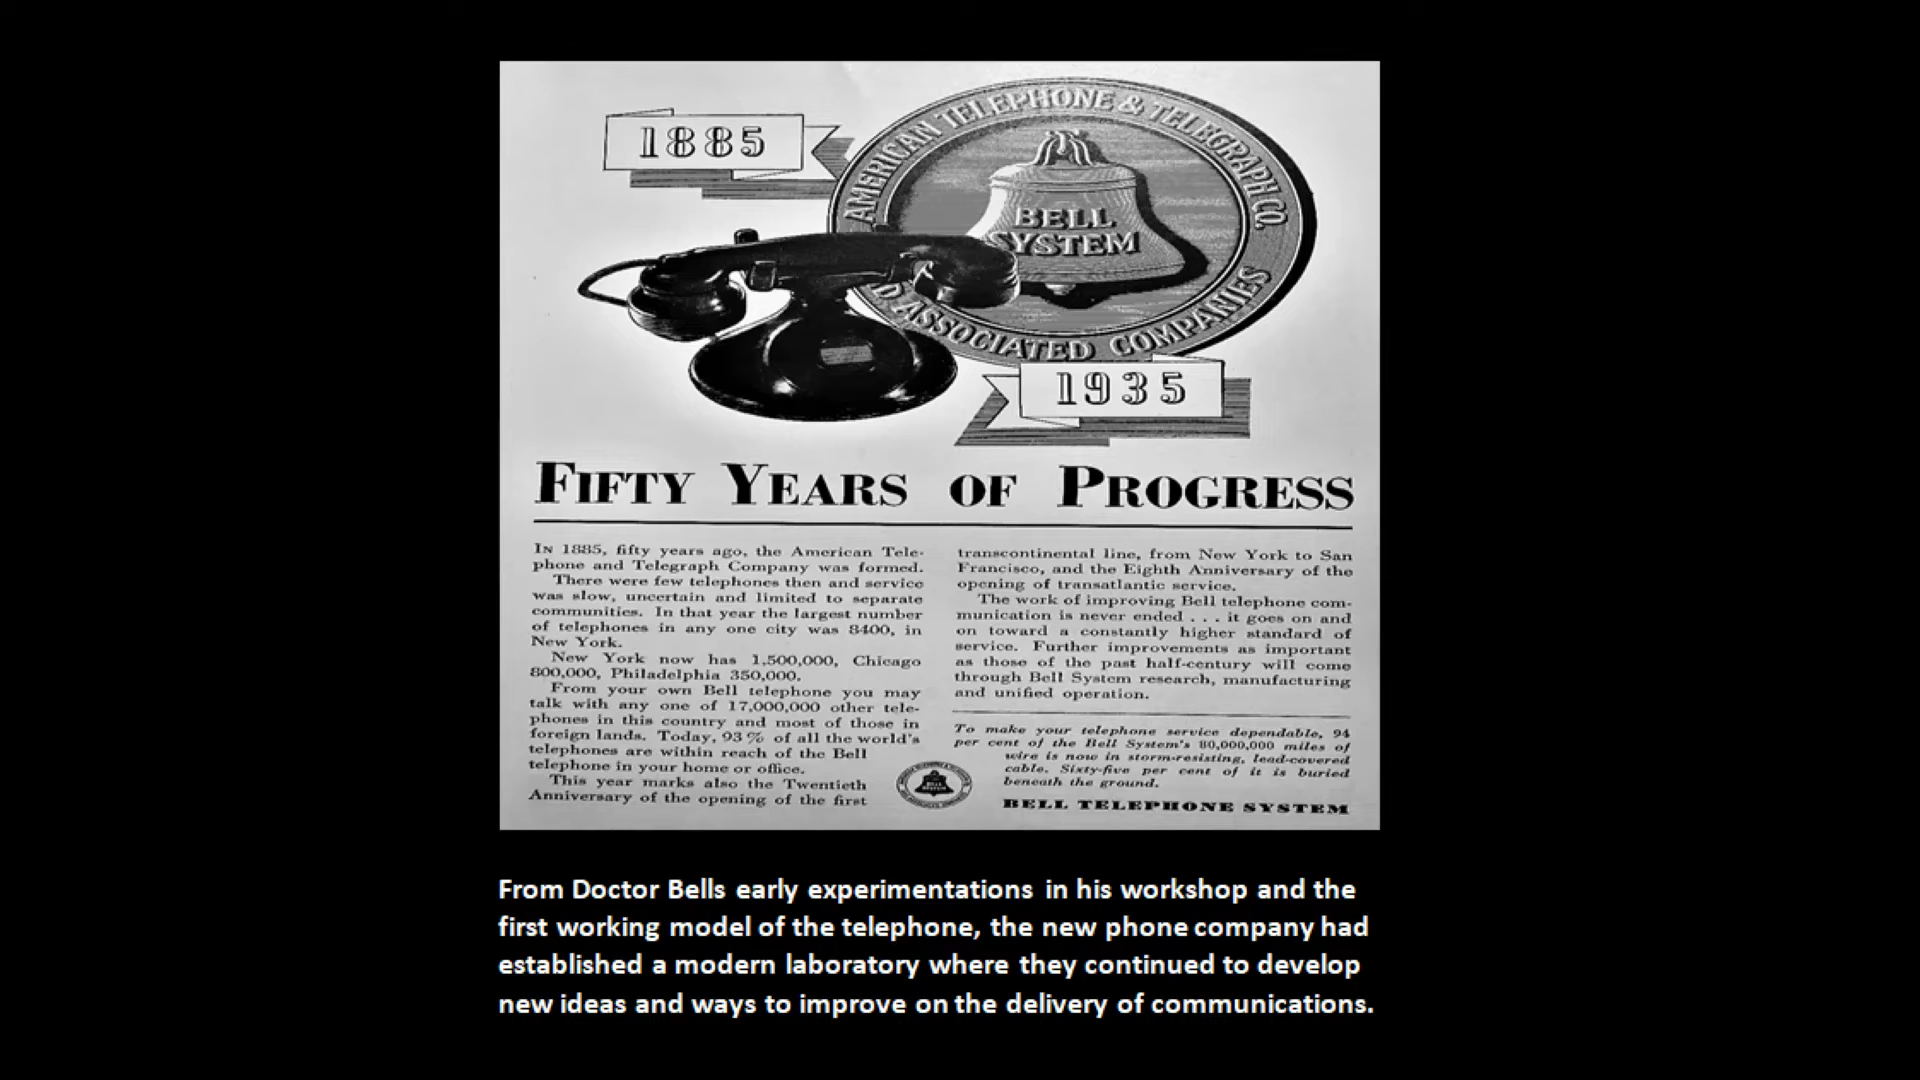 1885
AMERICAN TELEPHONE & TELEGRAPH CO.
BELL
SYSTEM
D ASSOCIATED COMPANIES
1935
FIFTY YEARS OF PROGRESS
IN 1885, fifty years ago, the American Tele-
phone and Telegraph Company was formed.
There were few telephones then and service
was slow, uncertain and limited to separate
communities. In that year the largest number
of telephones in any one city was 8400, in
New York.
New York now has 1,500,000, Chicago
800,000, Philadelphia 350,000.
From your own Bell telephone you may
talk with any one of 17,000,000 other tele-
phones in this country and most of those in
foreign lands. Today, 93% of all the world's
telephones are within reach of the Bell
telephone in your home or office.
This year marks also the Twentieth
Anniversary of the opening of the first
transcontinental line, from New York to San
Francisco, and the Eighth Anniversary of the
opening of transatlantic service.
The work of improving Bell telephone com-
munication is never ended . . . it goes on and
on toward a constantly higher standard of
service. Further improvements as important
as those of the past half-century will come
through Bell System research, manufacturing
and unified operation.
To make your telephone service dependable, 94
per cent of the Bell System's 80,000,000 miles of
wire is now in storm-resisting, lead-covered
cable. Sixty-five per cent of it is buried
beneath the ground.
BELL TELEPHONE SYSTEM
From Doctor Bells early experimentations in his workshop and the
first working model of the telephone, the new phone company had
established a modern laboratory where they continued to develop
new ideas and ways to improve on the delivery of communications.